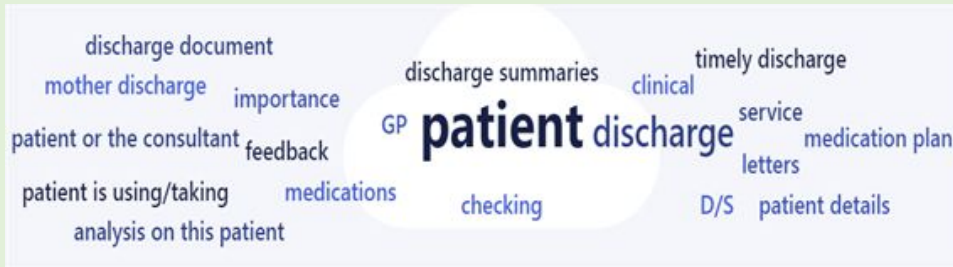 discharge document
timely discharge
discharge summaries
mother discharge
clinical
importance
service
GP
patient
discharge
patient or the consultant
medication plan
feedback
letters
patient is using/taking
medications
checking
D/S
patient details
analysis on this patient